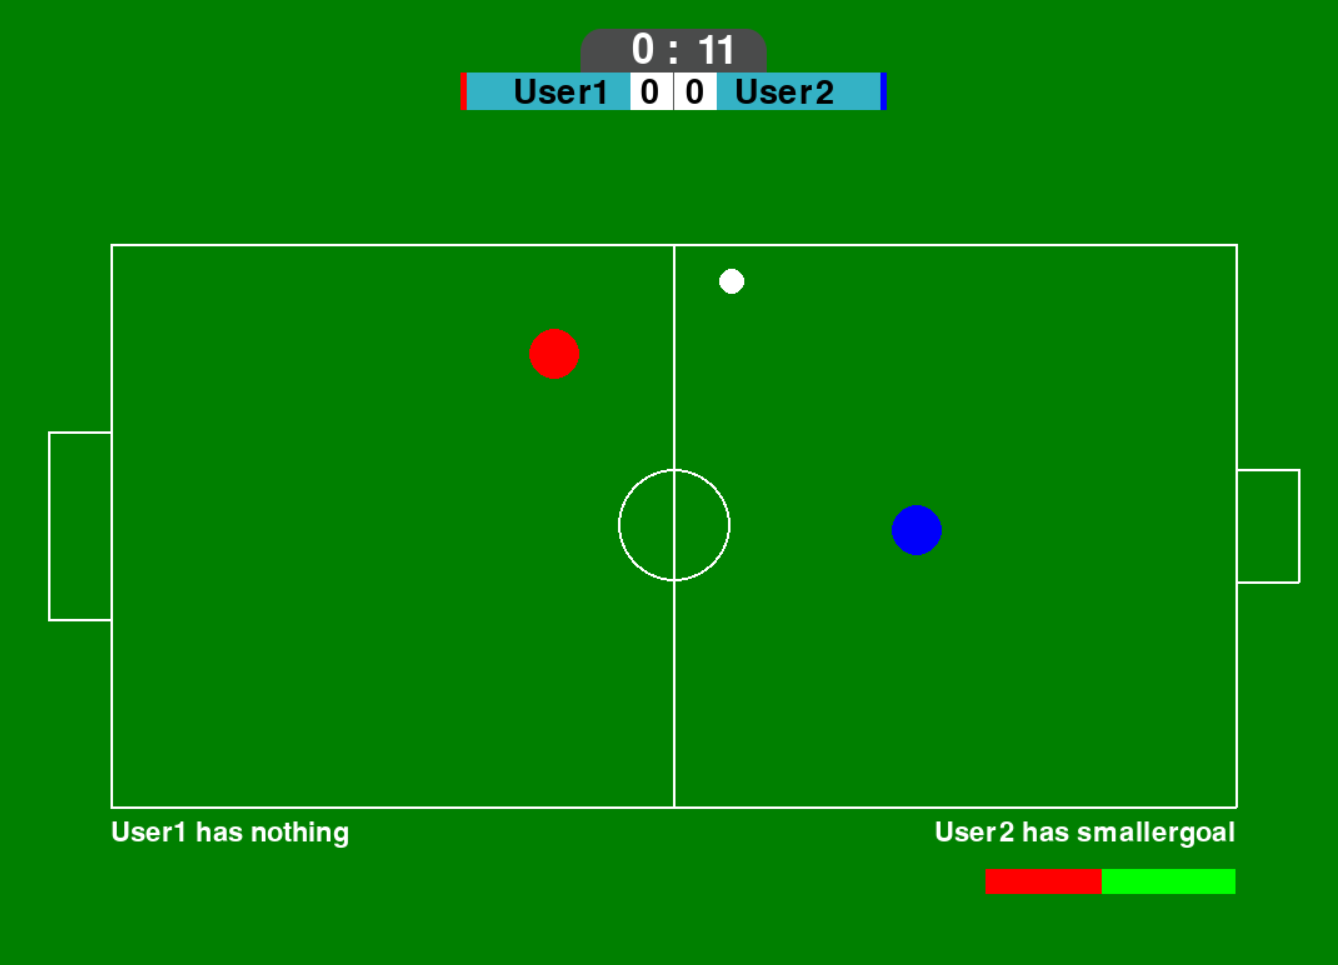 0 : 11
User1 0 0 User2
User1 has nothing
User2 has smallergoal